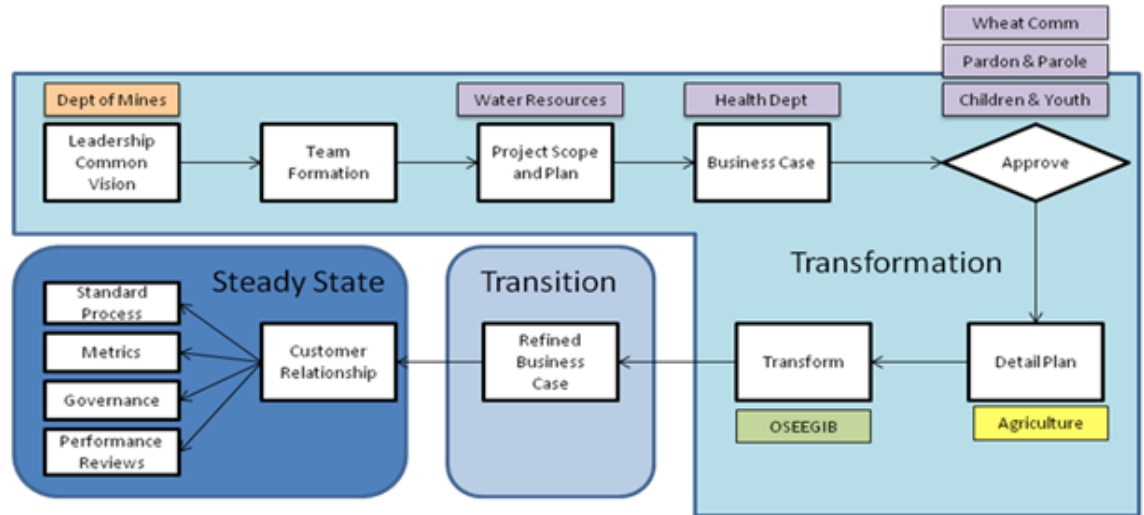 Wheat Comm
Pardon & Parole
Children & Youth
Dept of Mines
Water Resources
Health Dept
Leadership
Common
Vision
Team
Formation
Project Scope
and Plan
Business Case
Approve
Transformation
Steady State
Transition
Standard
Process
Metrics
Governance
Performance
Reviews
Customer
Relationship
Refined
Business
Case
Transform
Detail Plan
OSEEGIB
Agriculture